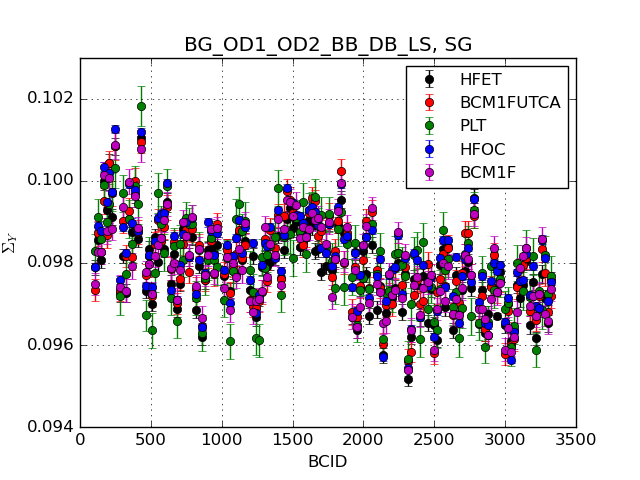 BG_OD1_OD2_BB_DB_LS, SG
HFET
BCM1FUTCA
PLT
HFOC
BCM1F
0.102
0.100
0.098
0.096
0.094
Σ_Y
0 500 1000 1500 2000 2500 3000 3500
BCID